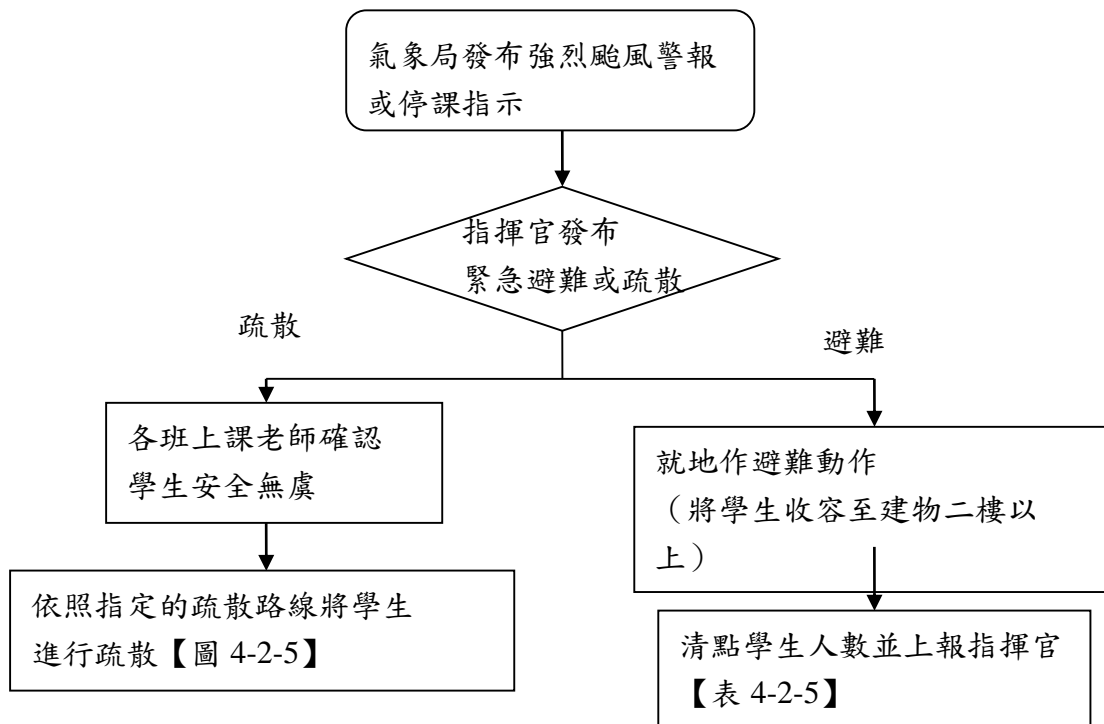 氣象局發布強烈颱風警報
或停課指示
指揮官發布
緊急避難或疏散
疏散
避難
各班上課老師確認
學生安全無虞
依照指定的疏散路線將學生
進行疏散【圖 4-2-5】
就地作避難動作
（將學生收容至建物二樓以
上）
清點學生人數並上報指揮官
【表 4-2-5】